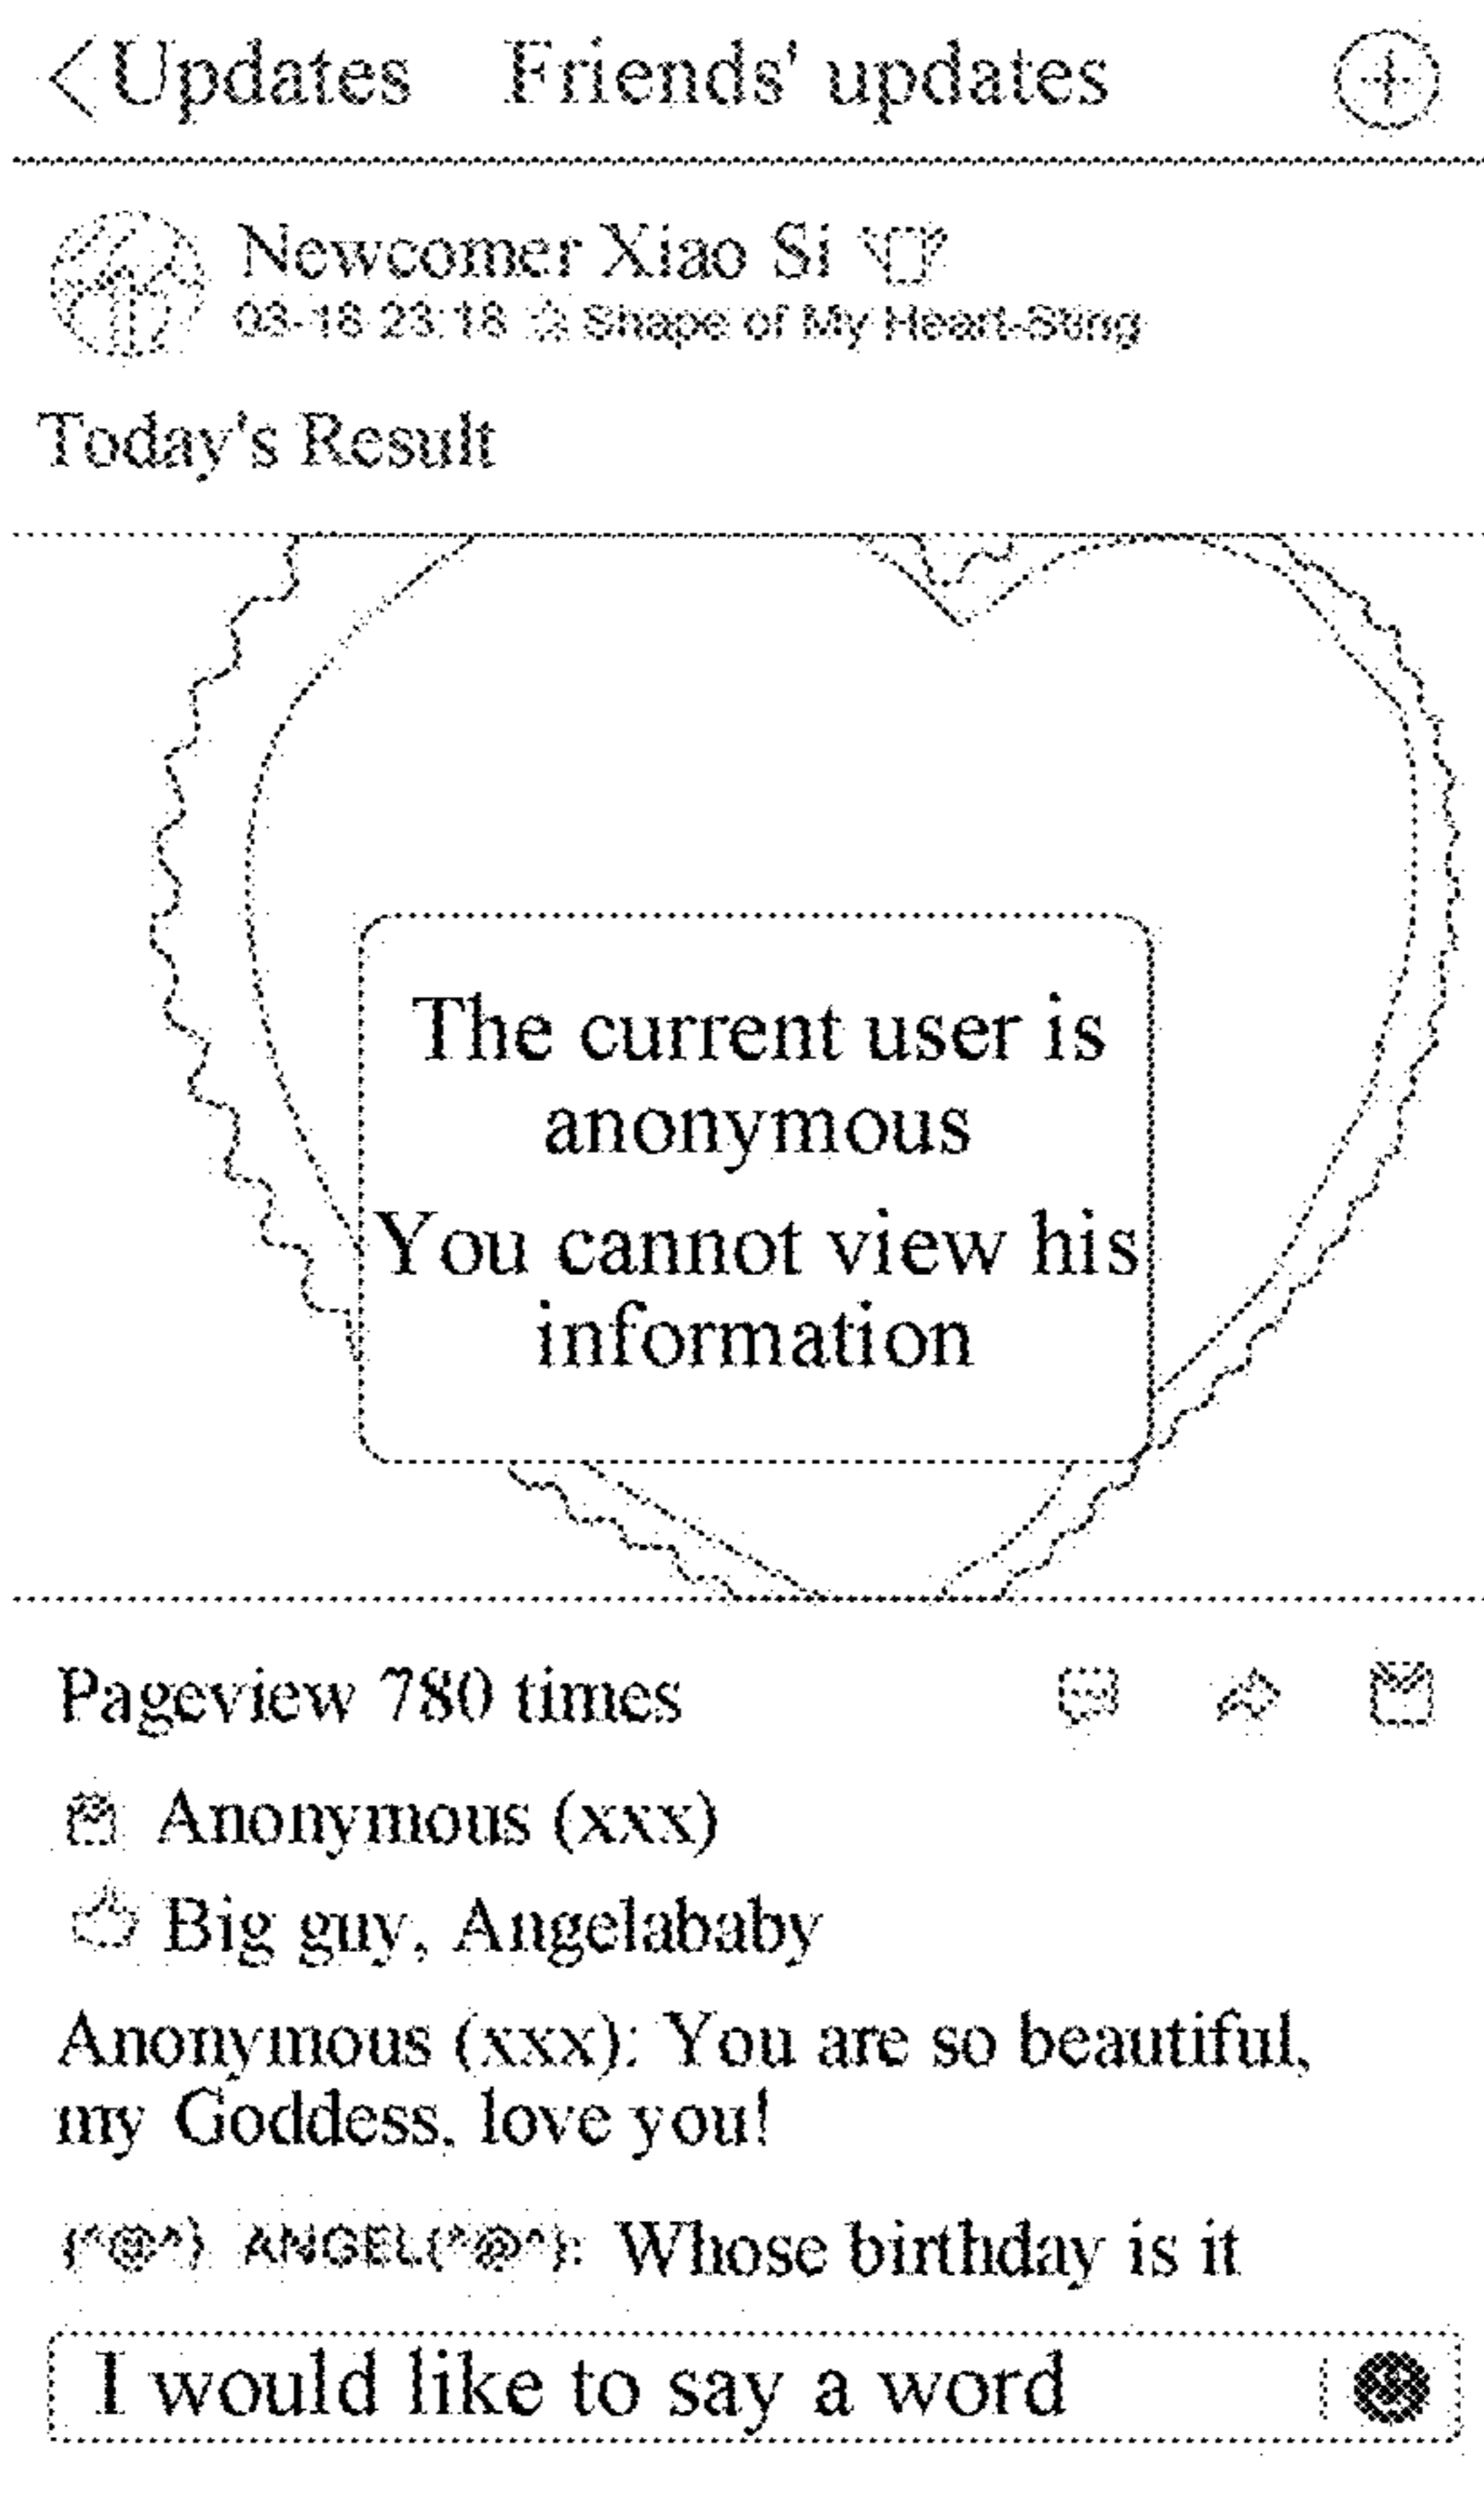 Updates Friends' updates
Newcomer Xiao Si
03-18 23:18 Shape of My Heart-Sting
Today's Result
The current user is
anonymous
You cannot view his
information
Pageview 780 times
Anonymous (xxx)
Big guy, Angelababy
Anonymous (xxx): You are so beautiful,
my Goddess, love you!
(^@^) ANGEL(^@^): Whose birthday is it
I would like to say a word